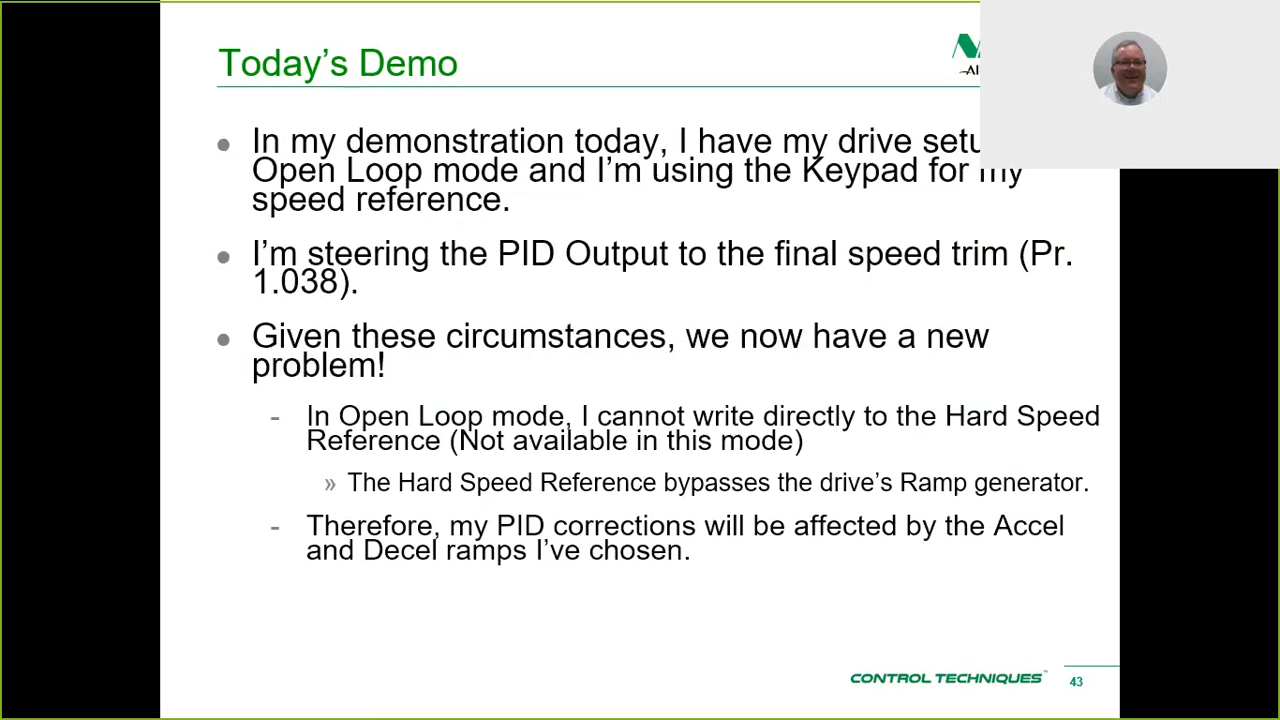 Today's Demo
In my demonstration today, I have my drive
Open Loop mode and I'm using the Keypad for my
speed reference.
I'm steering the PID Output to the final speed trim (Pr.
1.038).
Given these circumstances, we now have a new
problem!
- In Open Loop mode, I cannot write directly to the Hard Speed
Reference (Not available in this mode)
» The Hard Speed Reference bypasses the drive's Ramp generator.
- Therefore, my PID corrections will be affected by the Accel
and Decel ramps I've chosen.
CONTROL TECHNIQUES™
43